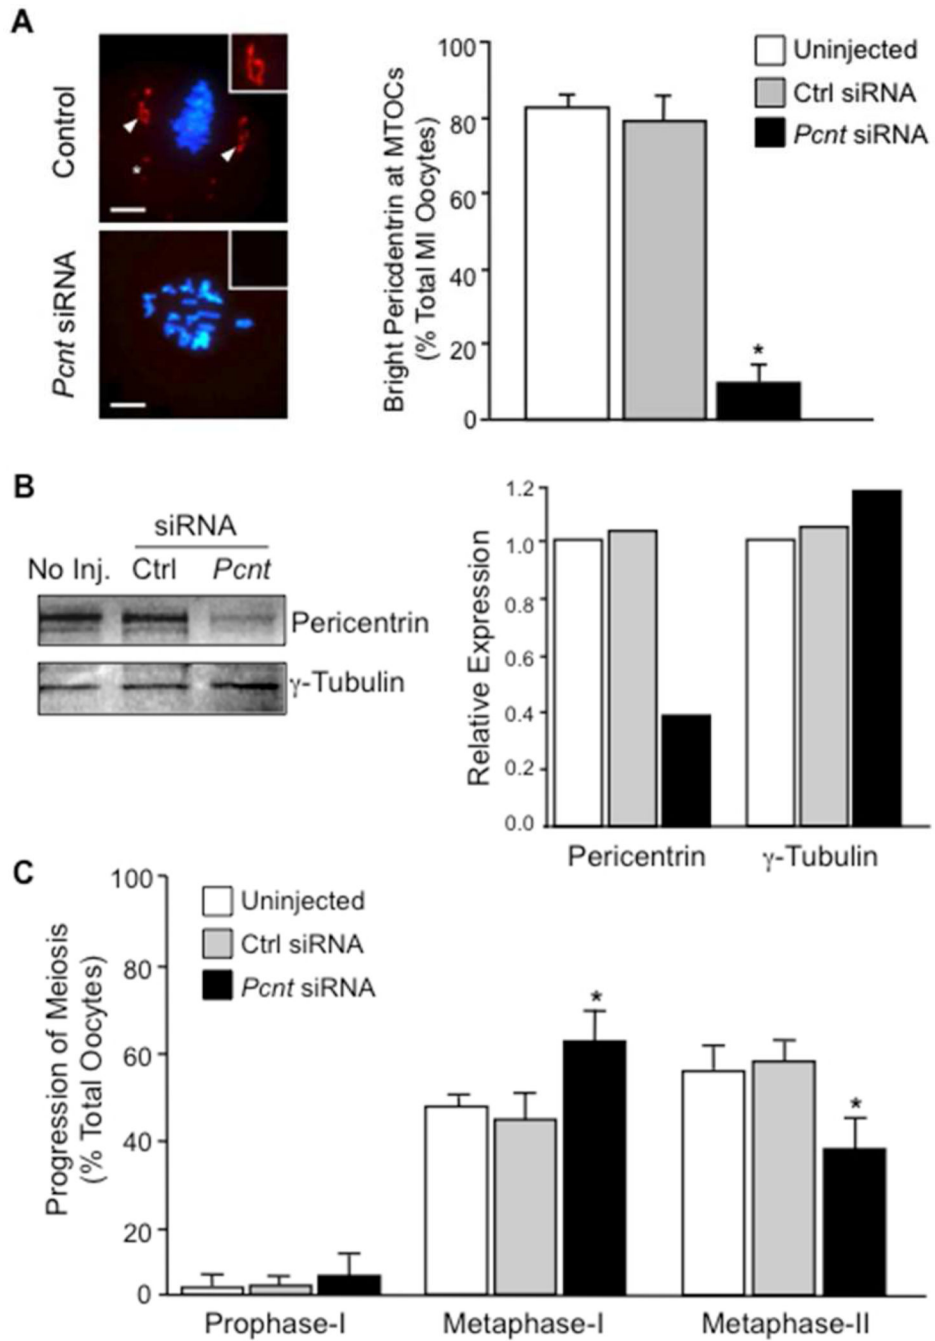 A
Control
Pcnt siRNA
*
Bright Pericdentrin at MTOCs
(% Total MI Oocytes)
100
80
60
40
20
0
*
Uninjected
Ctrl siRNA
Pcnt siRNA
B
siRNA
No Inj. Ctrl Pcnt
Pericentrin
γ-Tubulin
Relative Expression
1.2
1.0
0.8
0.6
0.4
0.2
0.0
Pericentrin γ-Tubulin
C
Progression of Meiosis
(% Total Oocytes)
100
80
60
40
20
0
Uninjected
Ctrl siRNA
Pcnt siRNA
*
*
Prophase-I Metaphase-I Metaphase-II